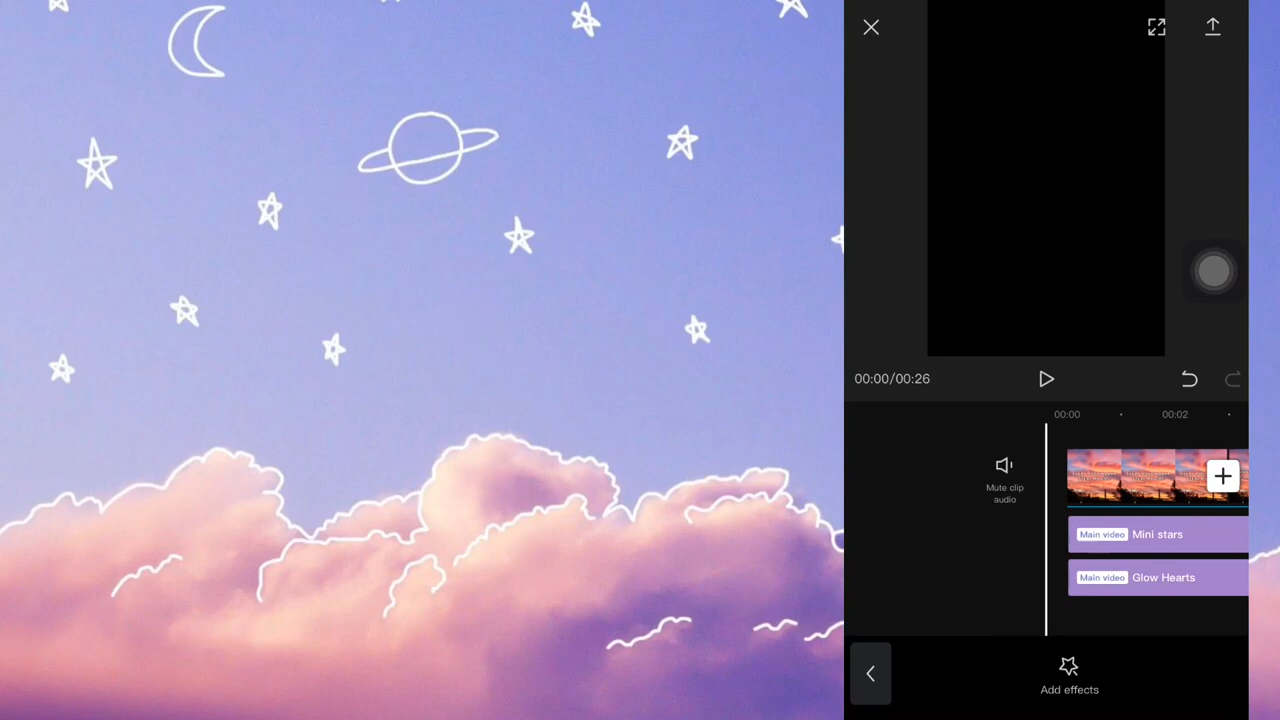 00:00/00:26
00:00
00:02
Mute clip
audio
Main video Mini stars
Main video Glow Hearts
Add effects